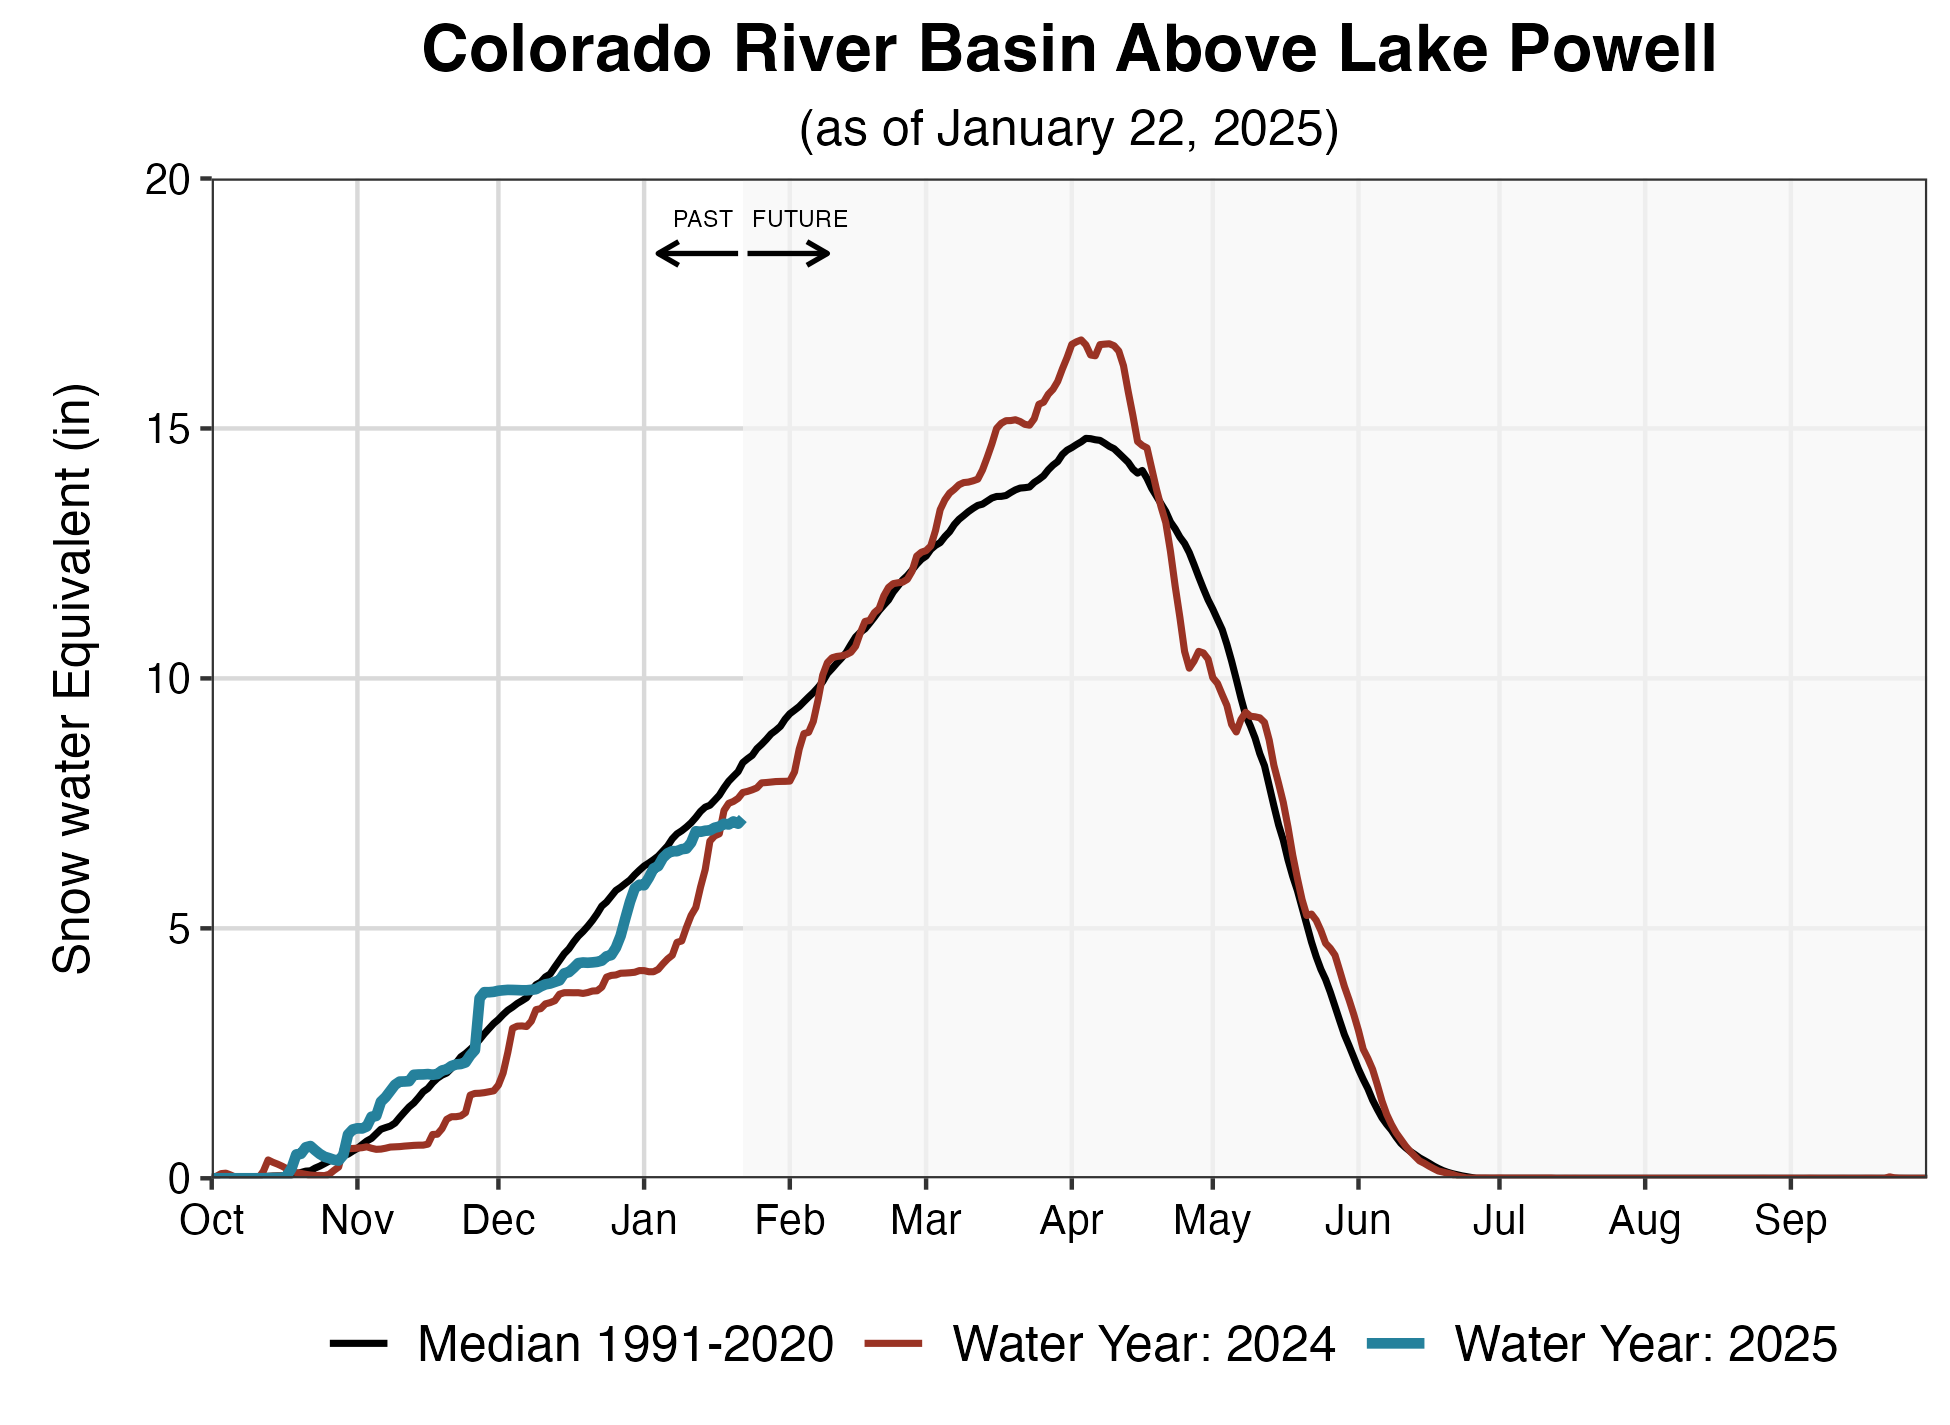 Colorado River Basin Above Lake Powell
(as of January 22, 2025)
PAST FUTURE
Snow water Equivalent (in)
20
15
10
5
0
Oct Nov Dec Jan Feb Mar Apr May Jun Jul Aug Sep
Median 1991-2020 Water Year: 2024 Water Year: 2025